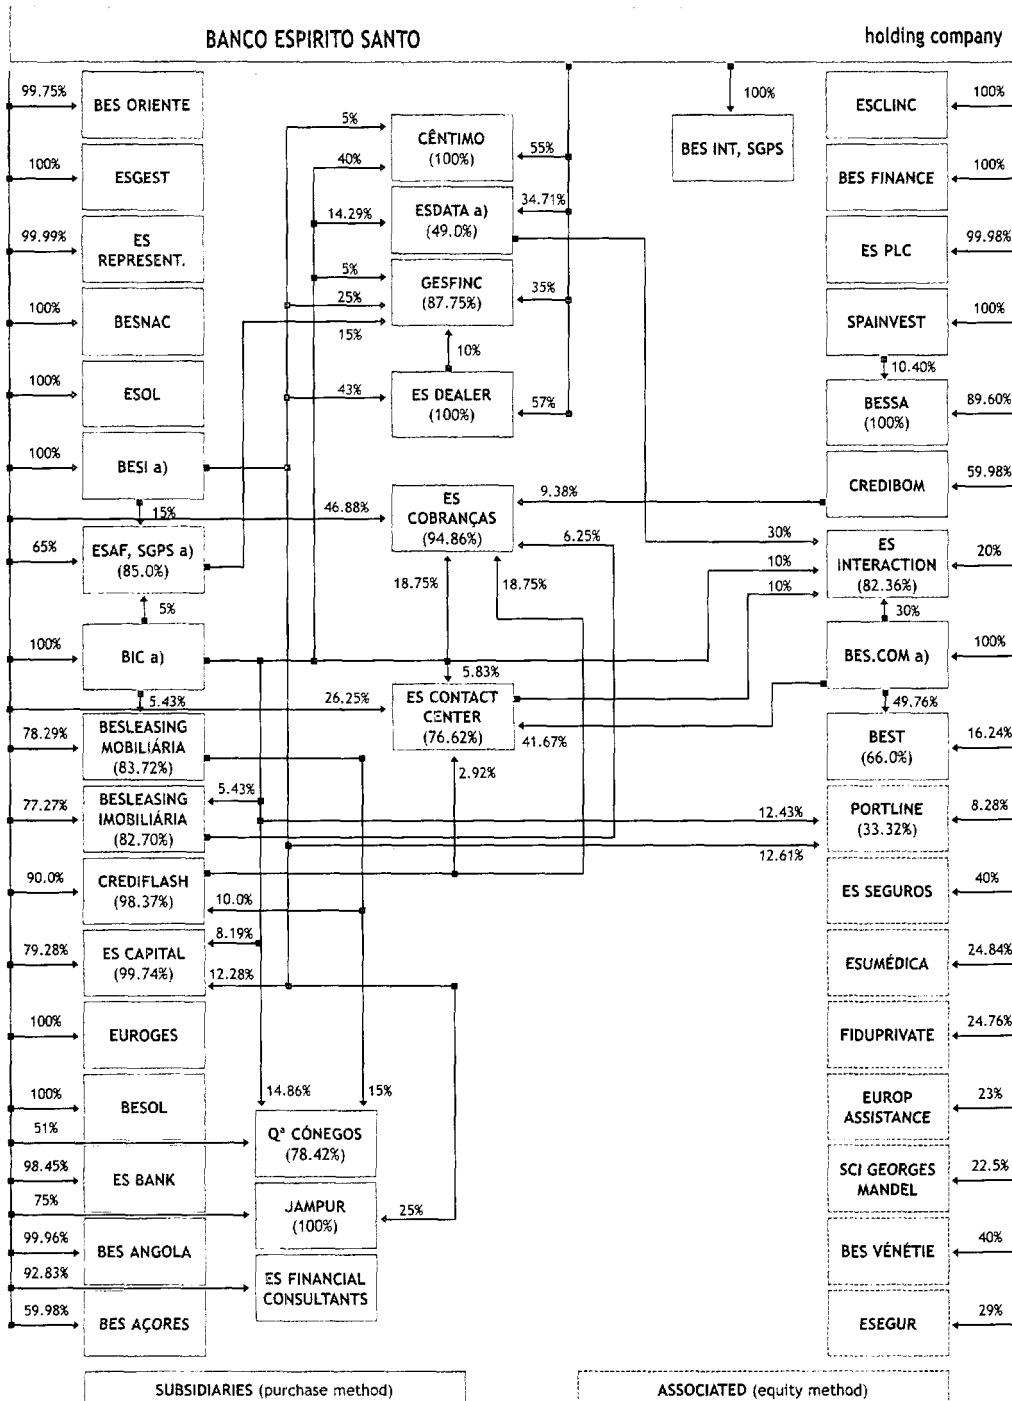 BANCO ESPIRITO SANTO
holding company
99.75%
BES ORIENTE
100%
ESGEST
99.99%
ES
REPRESENT.
100%
BESNAC
100%
ESOL
100%
BESI a)
15%
65%
ESAF, SGPS a)
(85.0%)
5%
100%
BIC a)
5.43%
78.29%
BESLEASING
MOBILIÁRIA
(83.72%)
77.27%
BESLEASING
IMOBILIÁRIA
(82.70%)
5.43%
90.0%
CREDIFLASH
(98.37%)
10.0%
8.19%
79.28%
ES CAPITAL
(99.74%)
12.28%
100%
EUROGES
100%
BESOL
51%
98.45%
ES BANK
75%
99.96%
BES ANGOLA
92.83%
59.98%
BES AÇORES
5%
CÊNTIMO
(100%)
40%
55%
14.29%
ESDATA a)
(49.0%)
34.71%
5%
GESFINC
(87.75%)
25%
35%
15%
10%
43%
ES DEALER
(100%)
57%
46.88%
ES
COBRANÇAS
(94.86%)
9.38%
6.25%
18.75%
18.75%
5.83%
26.25%
ES CONTACT
CENTER
(76.62%)
41.67%
2.92%
14.86%
15%
Qª CÓNEGOS
(78.42%)
JAMPUR
(100%)
25%
ES FINANCIAL
CONSULTANTS
100%
BES INT, SGPS
ESCLINC
100%
BES FINANCE
100%
ES PLC
99.98%
SPAINVEST
100%
10.40%
BESSA
(100%)
89.60%
CREDIBOM
59.98%
30%
10%
10%
ES
INTERACTION
(82.36%)
20%
30%
BES.COM a)
100%
49.76%
BEST
(66.0%)
16.24%
12.43%
PORTLINE
(33.32%)
8.28%
12.61%
ES SEGUROS
40%
ESUMÉDICA
24.84%
FIDUPRIVATE
24.76%
EUROP
ASSISTANCE
23%
SCI GEORGES
MANDEL
22.5%
BES VÉNÉTIE
40%
ESEGUR
29%
SUBSIDIARIES (purchase method)
ASSOCIATED (equity method)